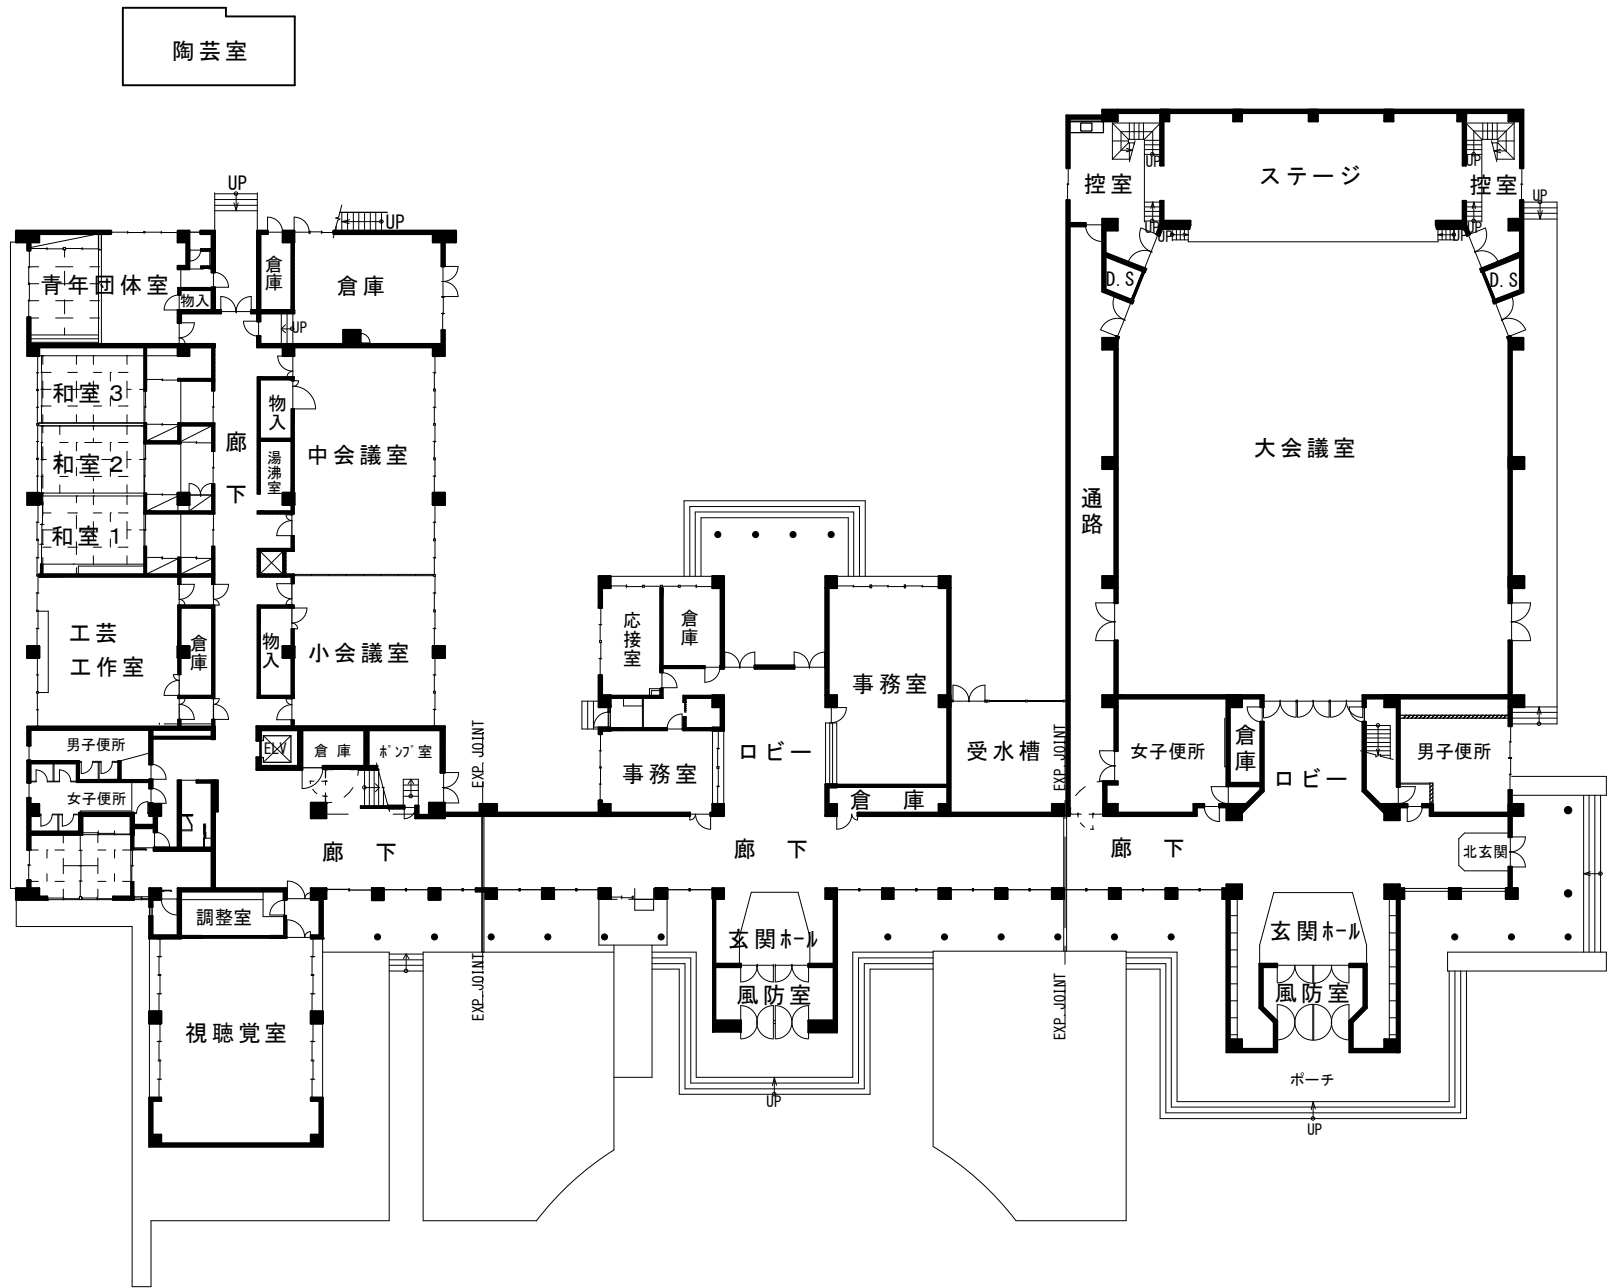 陶芸室
UP
UP
青年団体室
物入
倉庫
倉庫
UP
和室3
和室2
和室1
廊下
物入
湯沸室
中会議室
工芸
工作室
倉庫
物入
小会議室
男子便所
女子便所
ELV
倉庫
ポンプ室
廊下
調整室
視聴覚室
EXP.JOINT
EXP.JOINT
応接室
倉庫
事務室
事務室
ロビー
倉庫
受水槽
廊下
玄関ホール
風防室
UP
EXP.JOINT
EXP.JOINT
控室
UP
UP
UP
ステージ
UP
UP
UP
控室
UP
D.S
D.S
大会議室
通路
女子便所
倉庫
ロビー
男子便所
廊下
北玄関
玄関ホール
風防室
ポーチ
UP